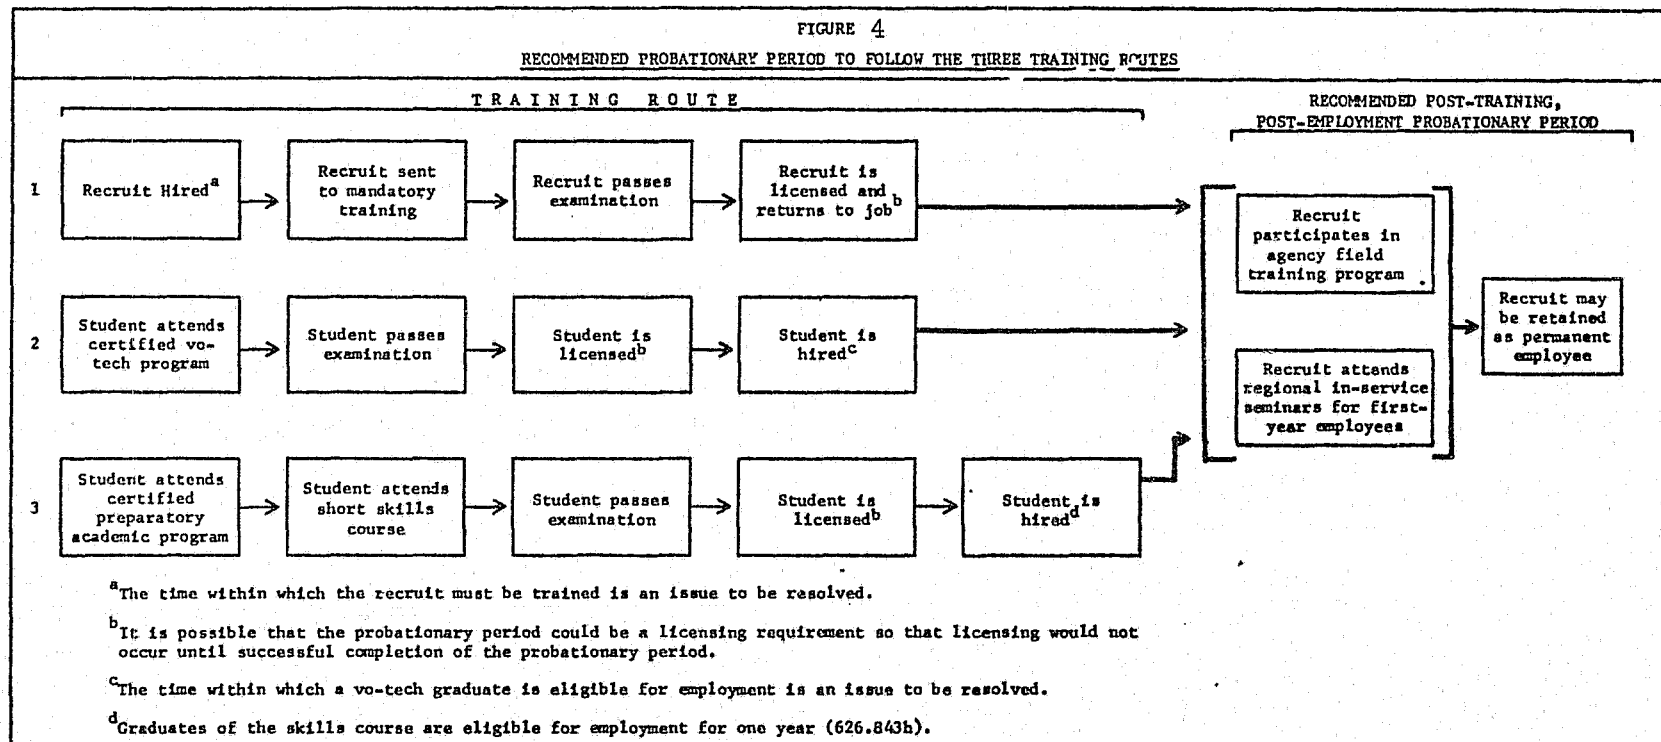 FIGURE 4
RECOMMENDED PROBATIONARY PERIOD TO FOLLOW THE THREE TRAINING ROUTES
TRAINING ROUTE
RECOMMENDED POST-TRAINING,
POST-EMPLOYMENT PROBATIONARY PERIOD
1
Recruit Hired^a
Recruit sent
to mandatory
training
Recruit passes
examination
Recruit is
licensed and
returns to job^b
2
Student attends
certified vo-
tech program
Student passes
examination
Student is
licensed^b
Student is
hired^c
3
Student attends
certified
preparatory
academic program
Student attends
short skills
course
Student passes
examination
Student is
licensed^b
Student is
hired^d
Recruit
participates in
agency field
training program
Recruit attends
regional in-service
seminars for first-
year employees
Recruit may
be retained
as permanent
employee
^aThe time within which the recruit must be trained is an issue to be resolved.
^bIt is possible that the probationary period could be a licensing requirement so that licensing would not
occur until successful completion of the probationary period.
^cThe time within which a vo-tech graduate is eligible for employment is an issue to be resolved.
^dGraduates of the skills course are eligible for employment for one year (626.843h).